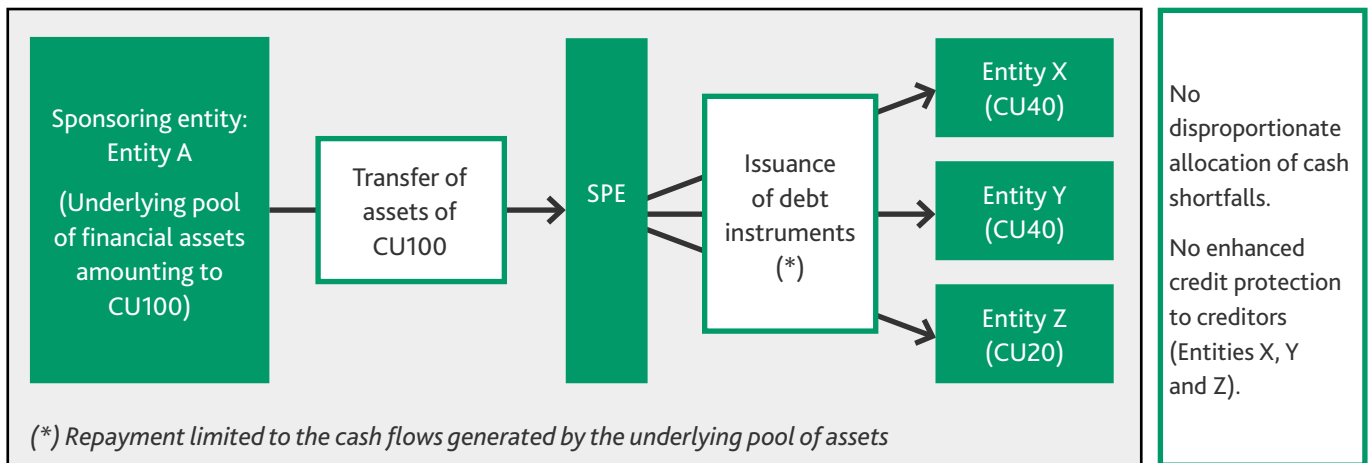 Sponsoring entity:
Entity A
(Underlying pool
of financial assets
amounting to
CU100)
Transfer of
assets of
CU100
SPE
Issuance
of debt
instruments
(*)
Entity X
(CU40)
Entity Y
(CU40)
Entity Z
(CU20)
(*) Repayment limited to the cash flows generated by the underlying pool of assets
No
disproportionate
allocation of cash
shortfalls.
No enhanced
credit protection
to creditors
(Entities X, Y
and Z).